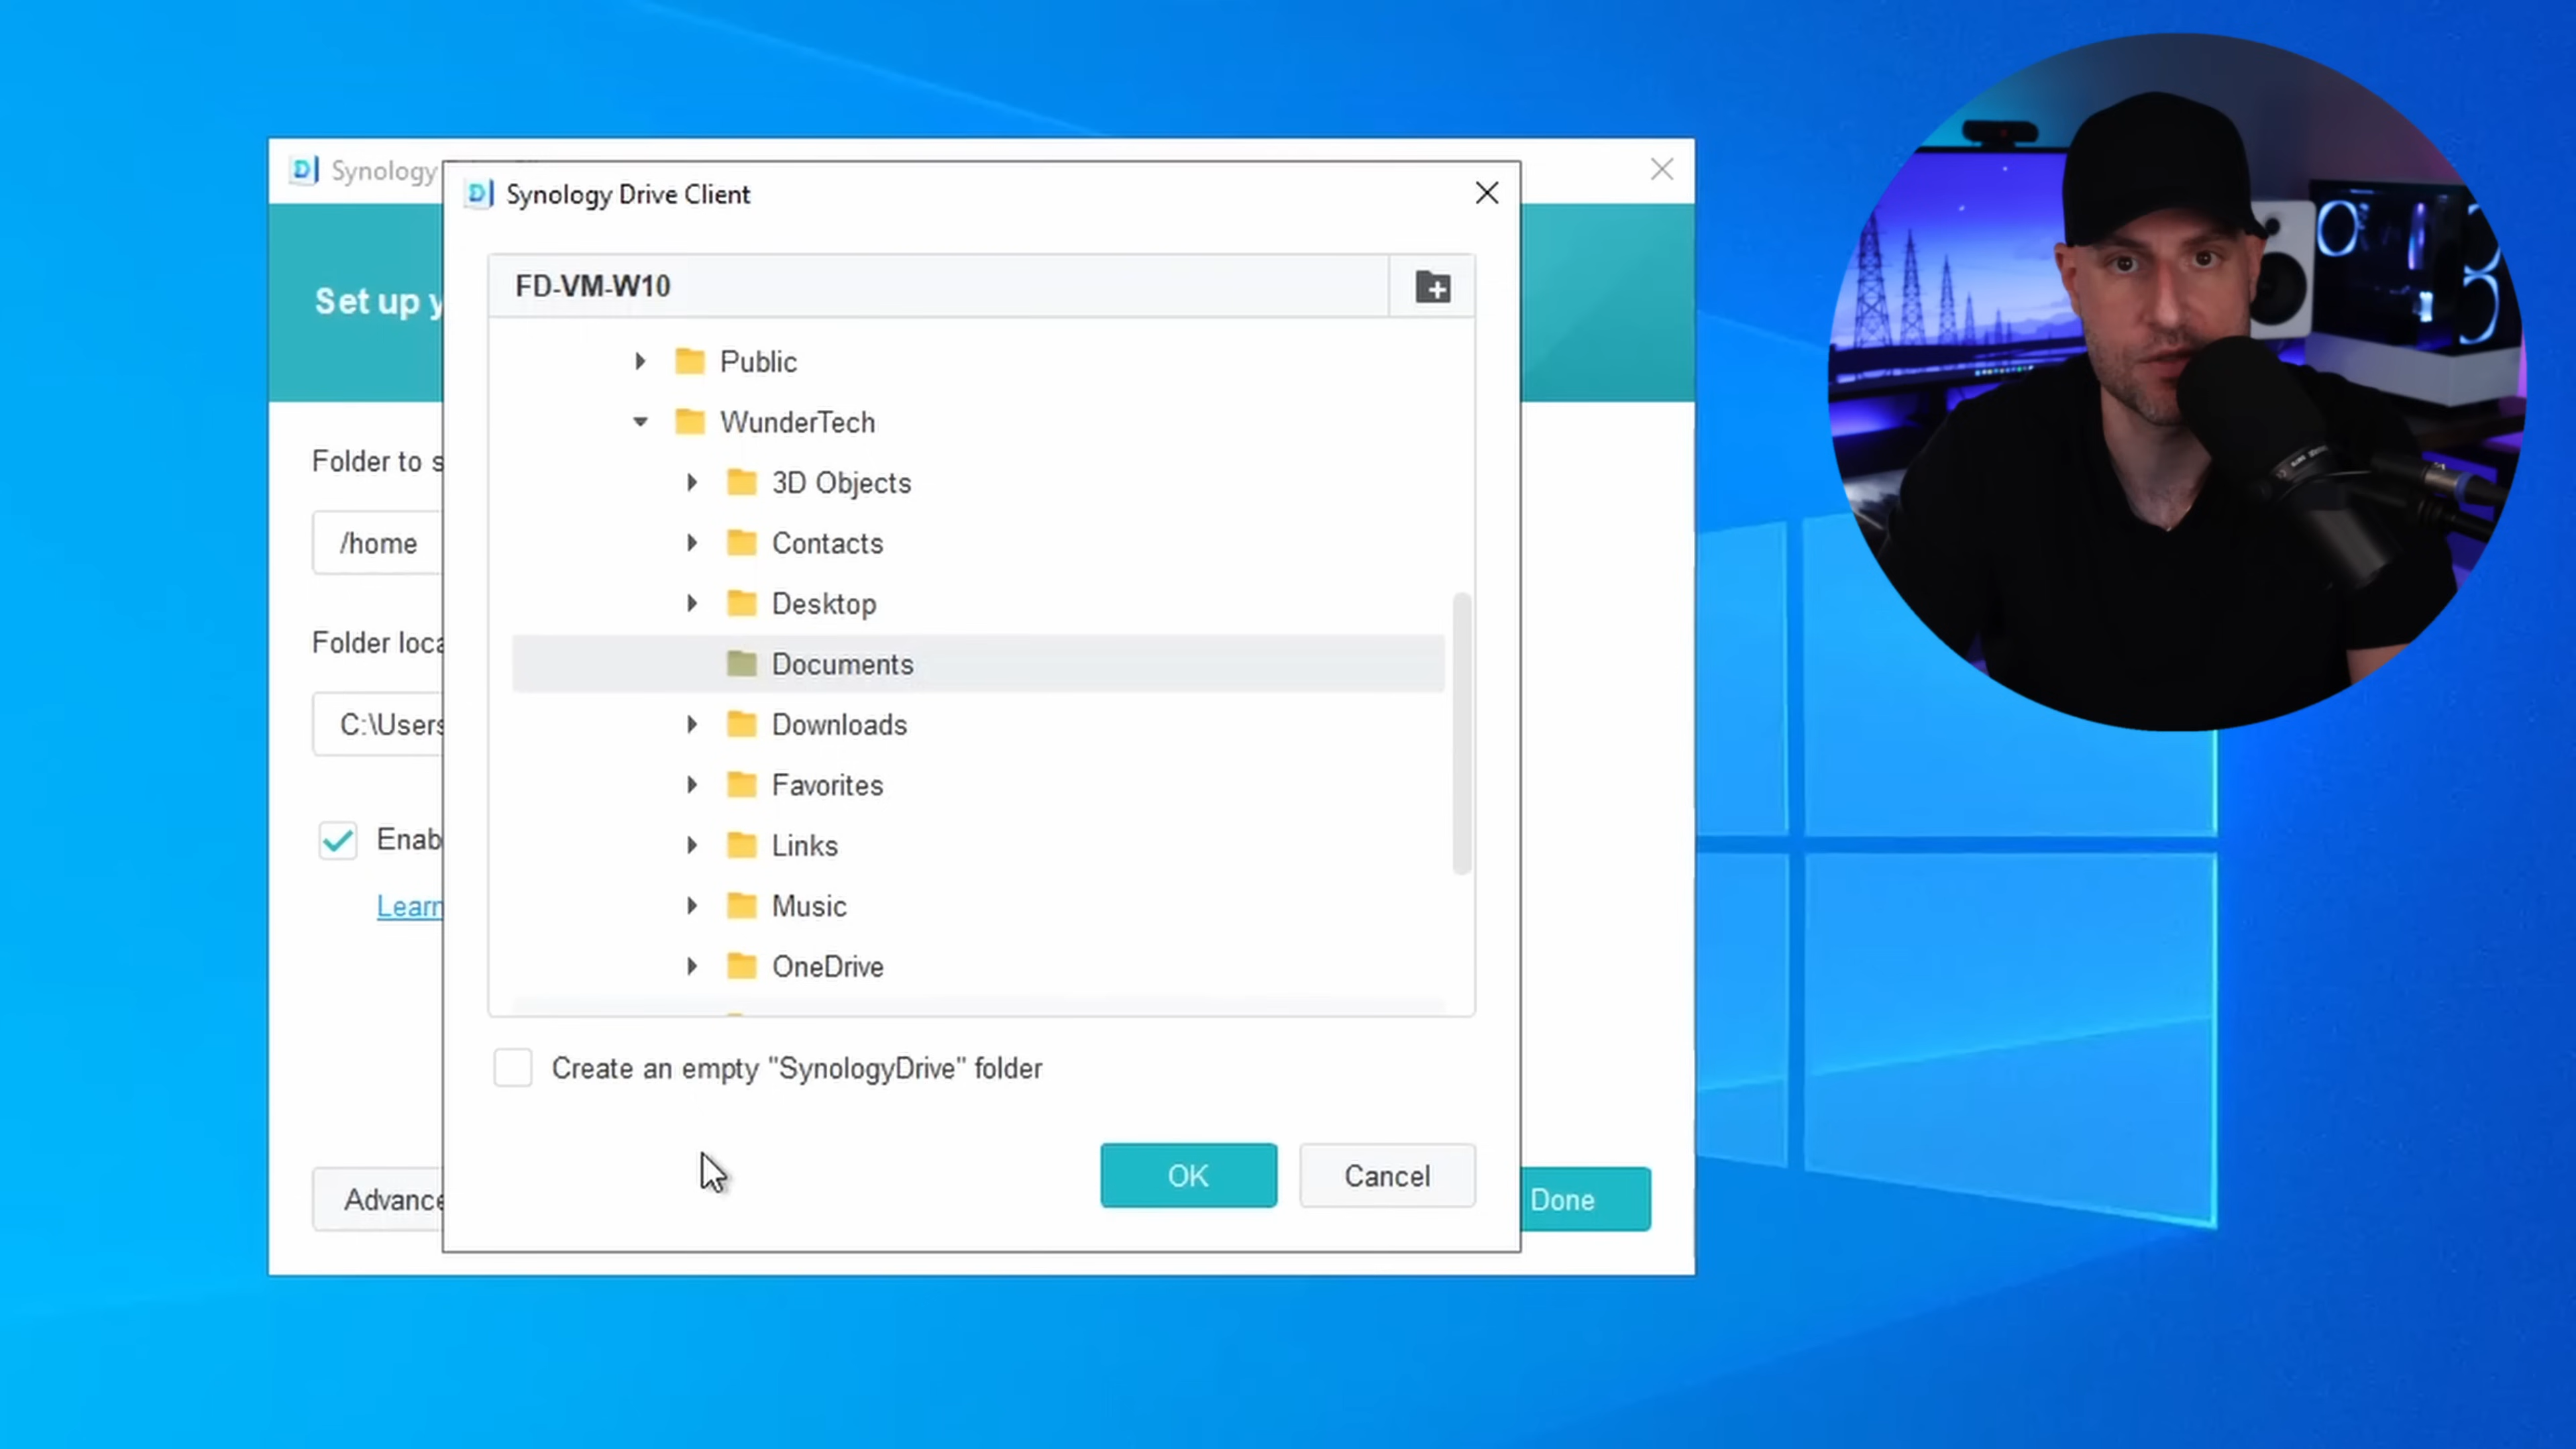 Synology
Synology Drive Client
FD-VM-W10
Set up y
Public
WunderTech
Folder to s
3D Objects
/home
Contacts
Desktop
Folder loca
Documents
C:\Users
Downloads
Favorites
Enab
Links
Learn
Music
OneDrive
Create an empty "SynologyDrive" folder
OK
Cancel
Advance
Done